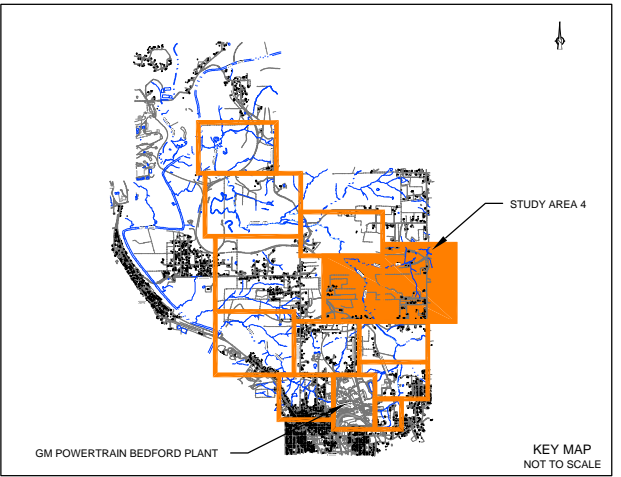 STUDY AREA 4
GM POWERTRAIN BEDFORD PLANT
KEY MAP
NOT TO SCALE